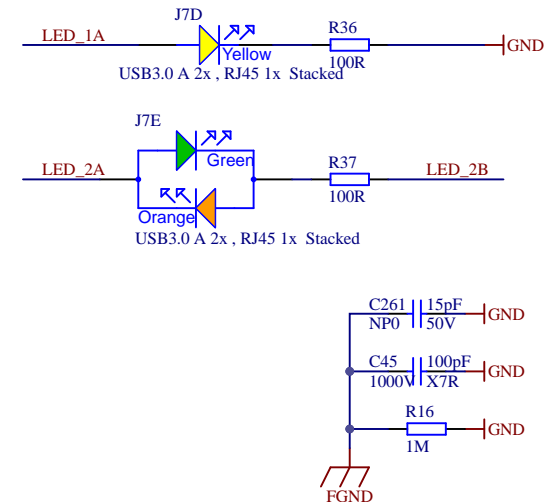 J7D
LED_1A
Yellow
R36
100R
GND
USB3.0 A 2x , RJ45 1x  Stacked
J7E
LED_2A
Green
Orange
R37
100R
LED_2B
USB3.0 A 2x , RJ45 1x  Stacked
C261 15pF
NP0 50V
GND
C45 100pF
1000V X7R
GND
R16
1M
GND
FGND